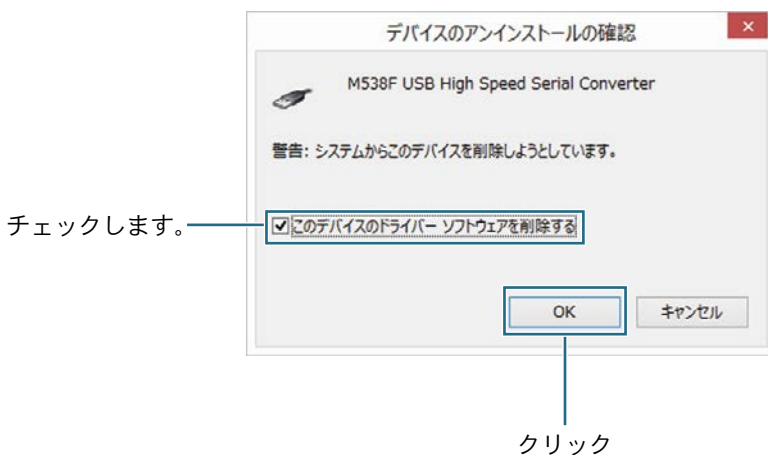 デバイスのアンインストールの確認
M538F USB High Speed Serial Converter
警告: システムからこのデバイスを削除しようとしています。
チェックします。
このデバイスのドライバー ソフトウェアを削除する
OK
キャンセル
クリック